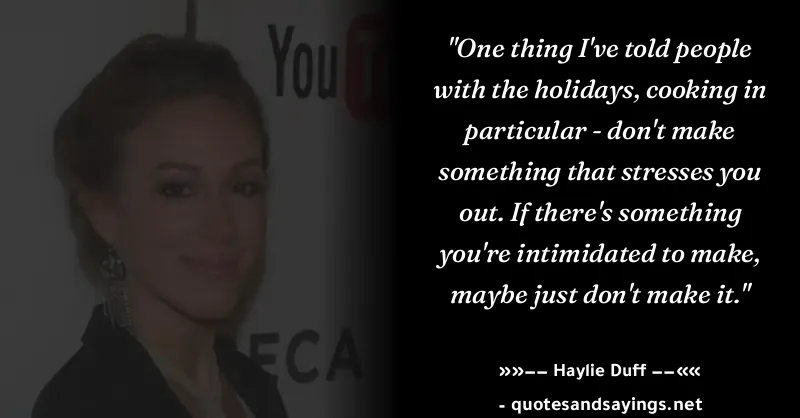 You
"One thing I've told people
with the holidays, cooking in
particular - don't make
something that stresses you
out. If there's something
you're intimidated to make,
maybe just don't make it."
»»–– Haylie Duff ––««
- quotesandsayings.net
ECA